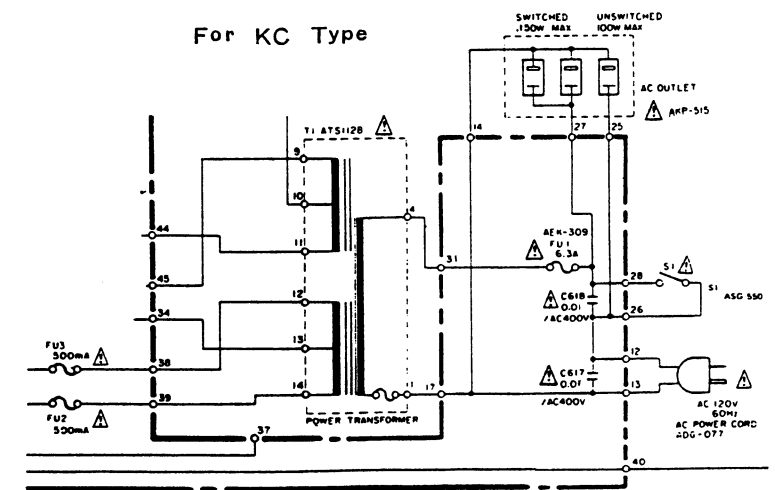 For KC Type
SWITCHED
150W MAX
UNSWITCHED
100W MAX
AC OUTLET
AKP-515
14
27
25
T1 ATS1128
9
10
11
12
13
14
4
1
44
45
34
38
39
37
31
17
AEK-309
FU1
6.3A
S1
S1
ASG 550
28
26
C618
0.01
/AC400V
12
13
C617
0.01
/AC400V
FU3
500mA
FU2
500mA
POWER TRANSFORMER
AC 120V
60Hz
AC POWER CORD
ADG-077
40